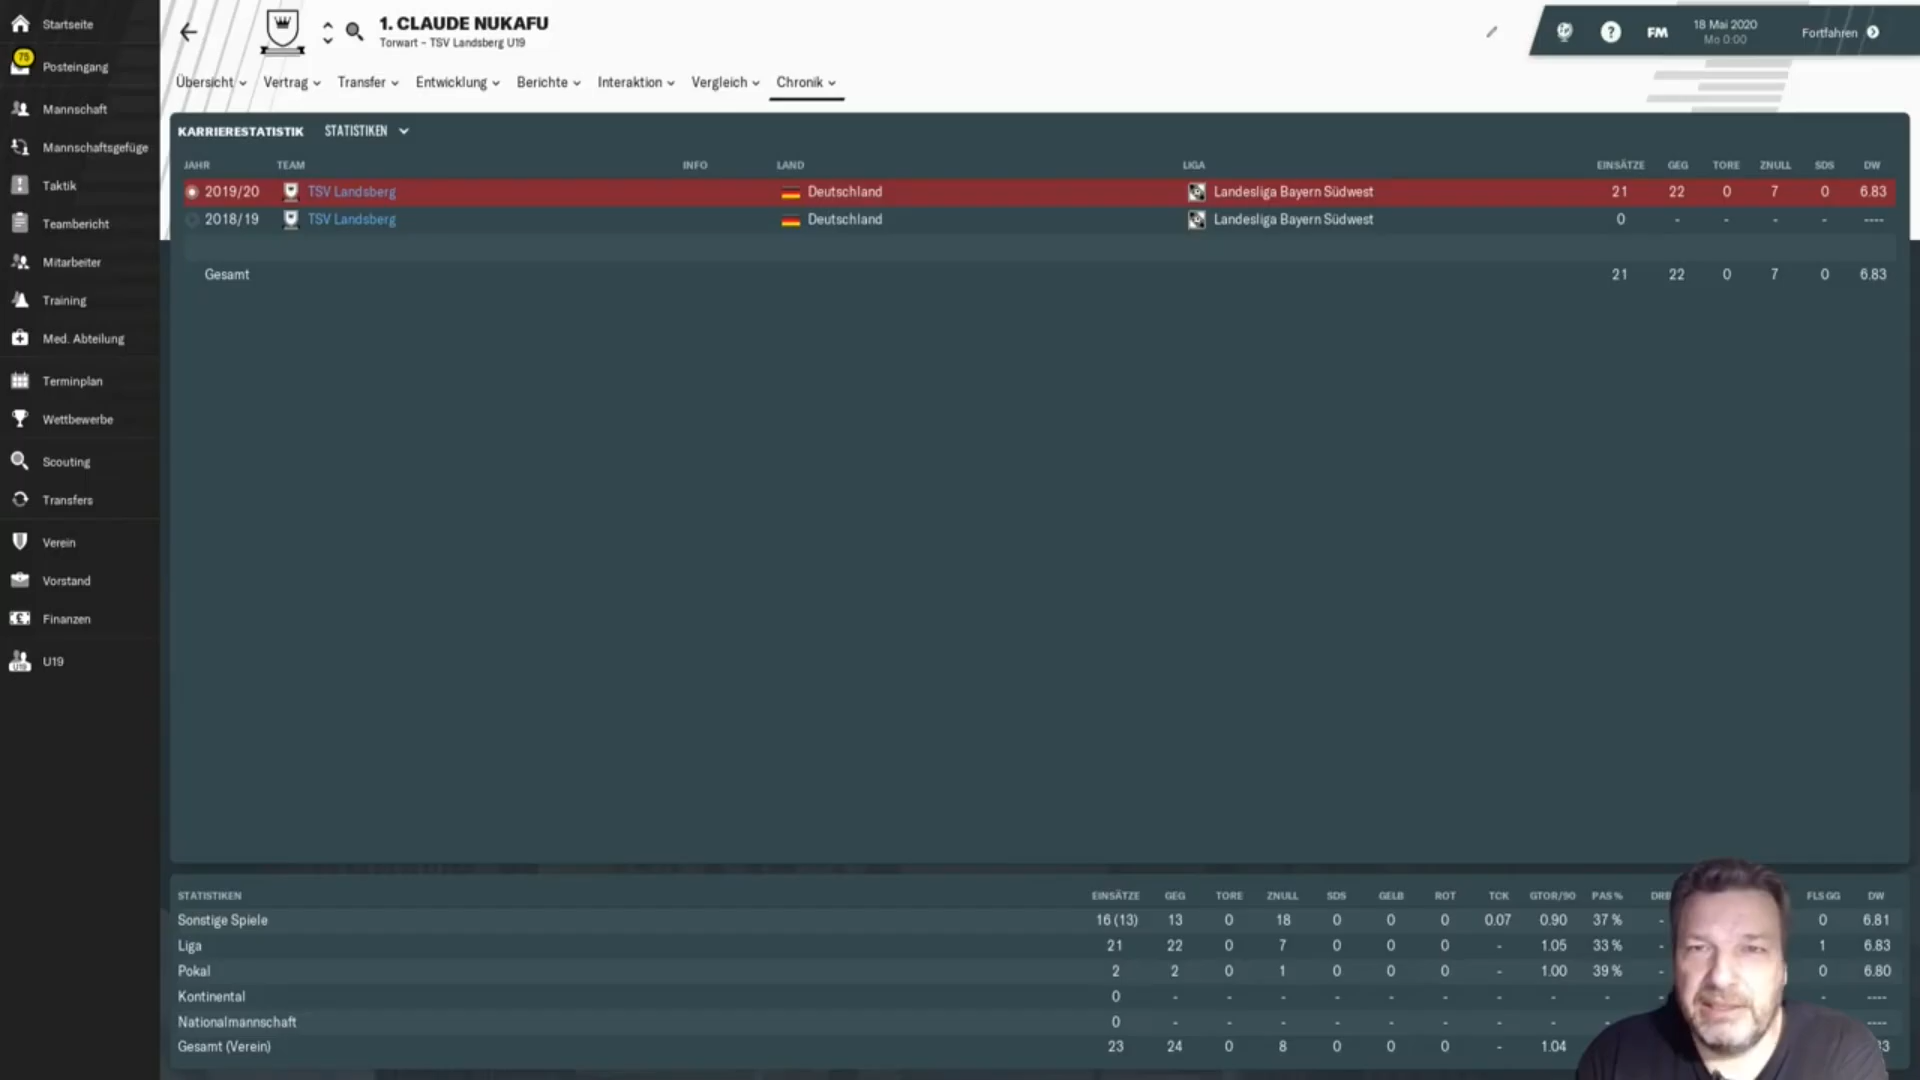 Startseite
75
Posteingang
Mannschaft
Mannschaftsgefüge
Taktik
Teambericht
Mitarbeiter
Training
Med. Abteilung
Terminplan
Wettbewerbe
Scouting
Transfers
Verein
Vorstand
Finanzen
U19
U19
1. CLAUDE NUKAFU
Torwart - TSV Landsberg U19
FM
18 Mai 2020
Mo 0:00
Fortfahren
Übersicht Vertrag Transfer Entwicklung Berichte Interaktion Vergleich Chronik
KARRIERESTATISTIK STATISTIKEN
JAHR TEAM INFO LAND LIGA EINSÄTZE GEG TORE ZNULL SDS DW
2019/20 TSV Landsberg Deutschland Landesliga Bayern Südwest 21 22 0 7 0 6.83
2018/19 TSV Landsberg Deutschland Landesliga Bayern Südwest 0 - - - - ----
Gesamt 21 22 0 7 0 6.83
STATISTIKEN EINSÄTZE GEG TORE ZNULL SDS GELB ROT TCK GTOR/90 PAS % FLS GG DW
Sonstige Spiele 16 (13) 13 0 18 0 0 0 0.07 0.90 37 % - 0 6.81
Liga 21 22 0 7 0 0 0 - 1.05 33 % - 1 6.83
Pokal 2 2 0 1 0 0 0 - 1.00 39 % - 0 6.80
Kontinental 0 - - - - - - - - - - - ----
Nationalmannschaft 0 - - - - - - - - - - ----
Gesamt (Verein) 23 24 0 8 0 0 0 - 1.04